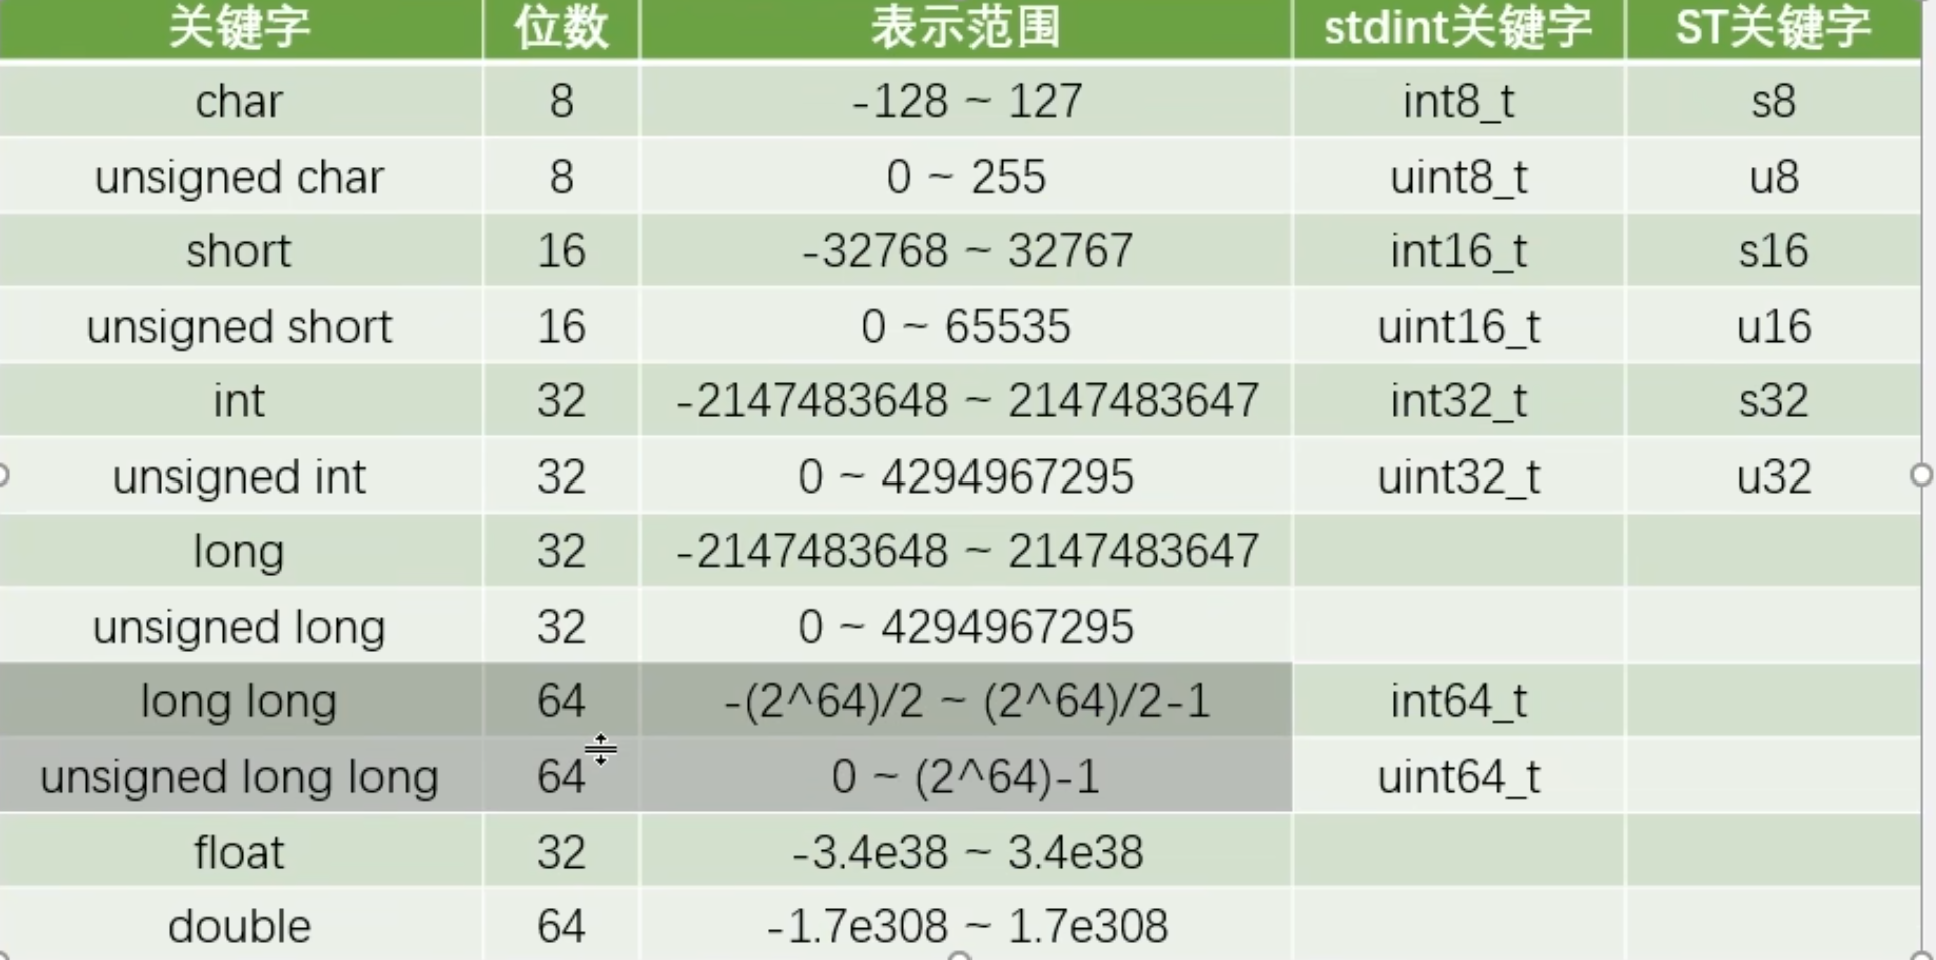 关键字 位数 表示范围 stdint关键字 ST关键字
char 8 -128 ~ 127 int8_t s8
unsigned char 8 0 ~ 255 uint8_t u8
short 16 -32768 ~ 32767 int16_t s16
unsigned short 16 0 ~ 65535 uint16_t u16
int 32 -2147483648 ~ 2147483647 int32_t s32
unsigned int 32 0 ~ 4294967295 uint32_t u32
long 32 -2147483648 ~ 2147483647
unsigned long 32 0 ~ 4294967295
long long 64 -(2^64)/2 ~ (2^64)/2-1 int64_t
unsigned long long 64 0 ~ (2^64)-1 uint64_t
float 32 -3.4e38 ~ 3.4e38
double 64 -1.7e308 ~ 1.7e308